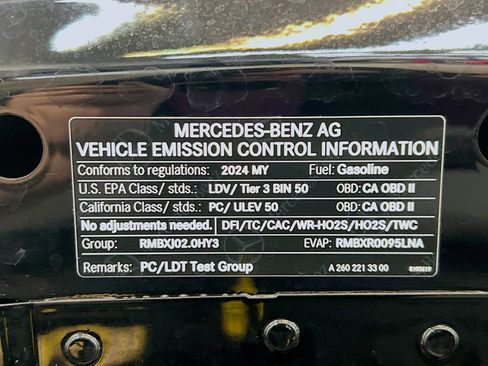 MERCEDES-BENZ AG
VEHICLE EMISSION CONTROL INFORMATION
Conforms to regulations: 2024 MY Fuel: Gasoline
U.S. EPA Class/ stds.: LDV/ Tier 3 BIN 50 OBD: CA OBD II
California Class/ stds.: PC/ ULEV 50 OBD: CA OBD II
No adjustments needed. DFI/TC/CAC/WR-HO2S/HO2S/TWC
Group: RMBXJ02.0HY3 EVAP: RMBXR0095LNA
Remarks: PC/LDT Test Group A 260 221 33 00